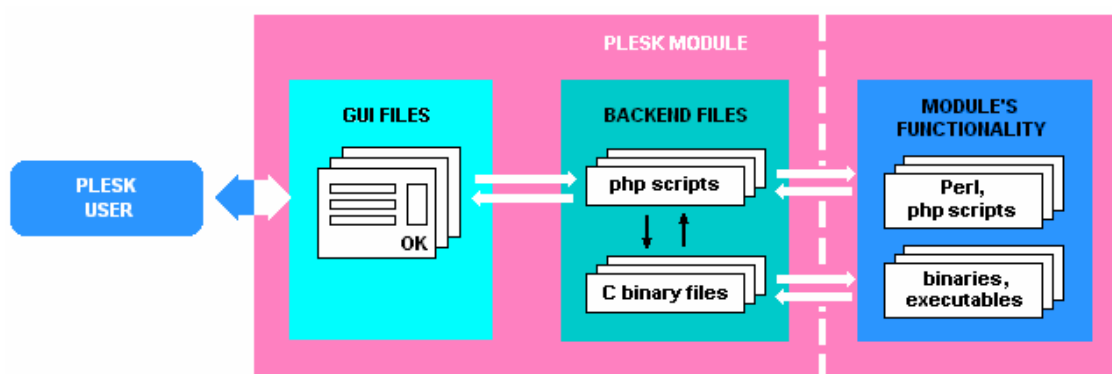 PLESK MODULE
PLESK
USER
GUI FILES
OK
BACKEND FILES
php scripts
C binary files
MODULE'S
FUNCTIONALITY
Perl,
php scripts
binaries,
executables